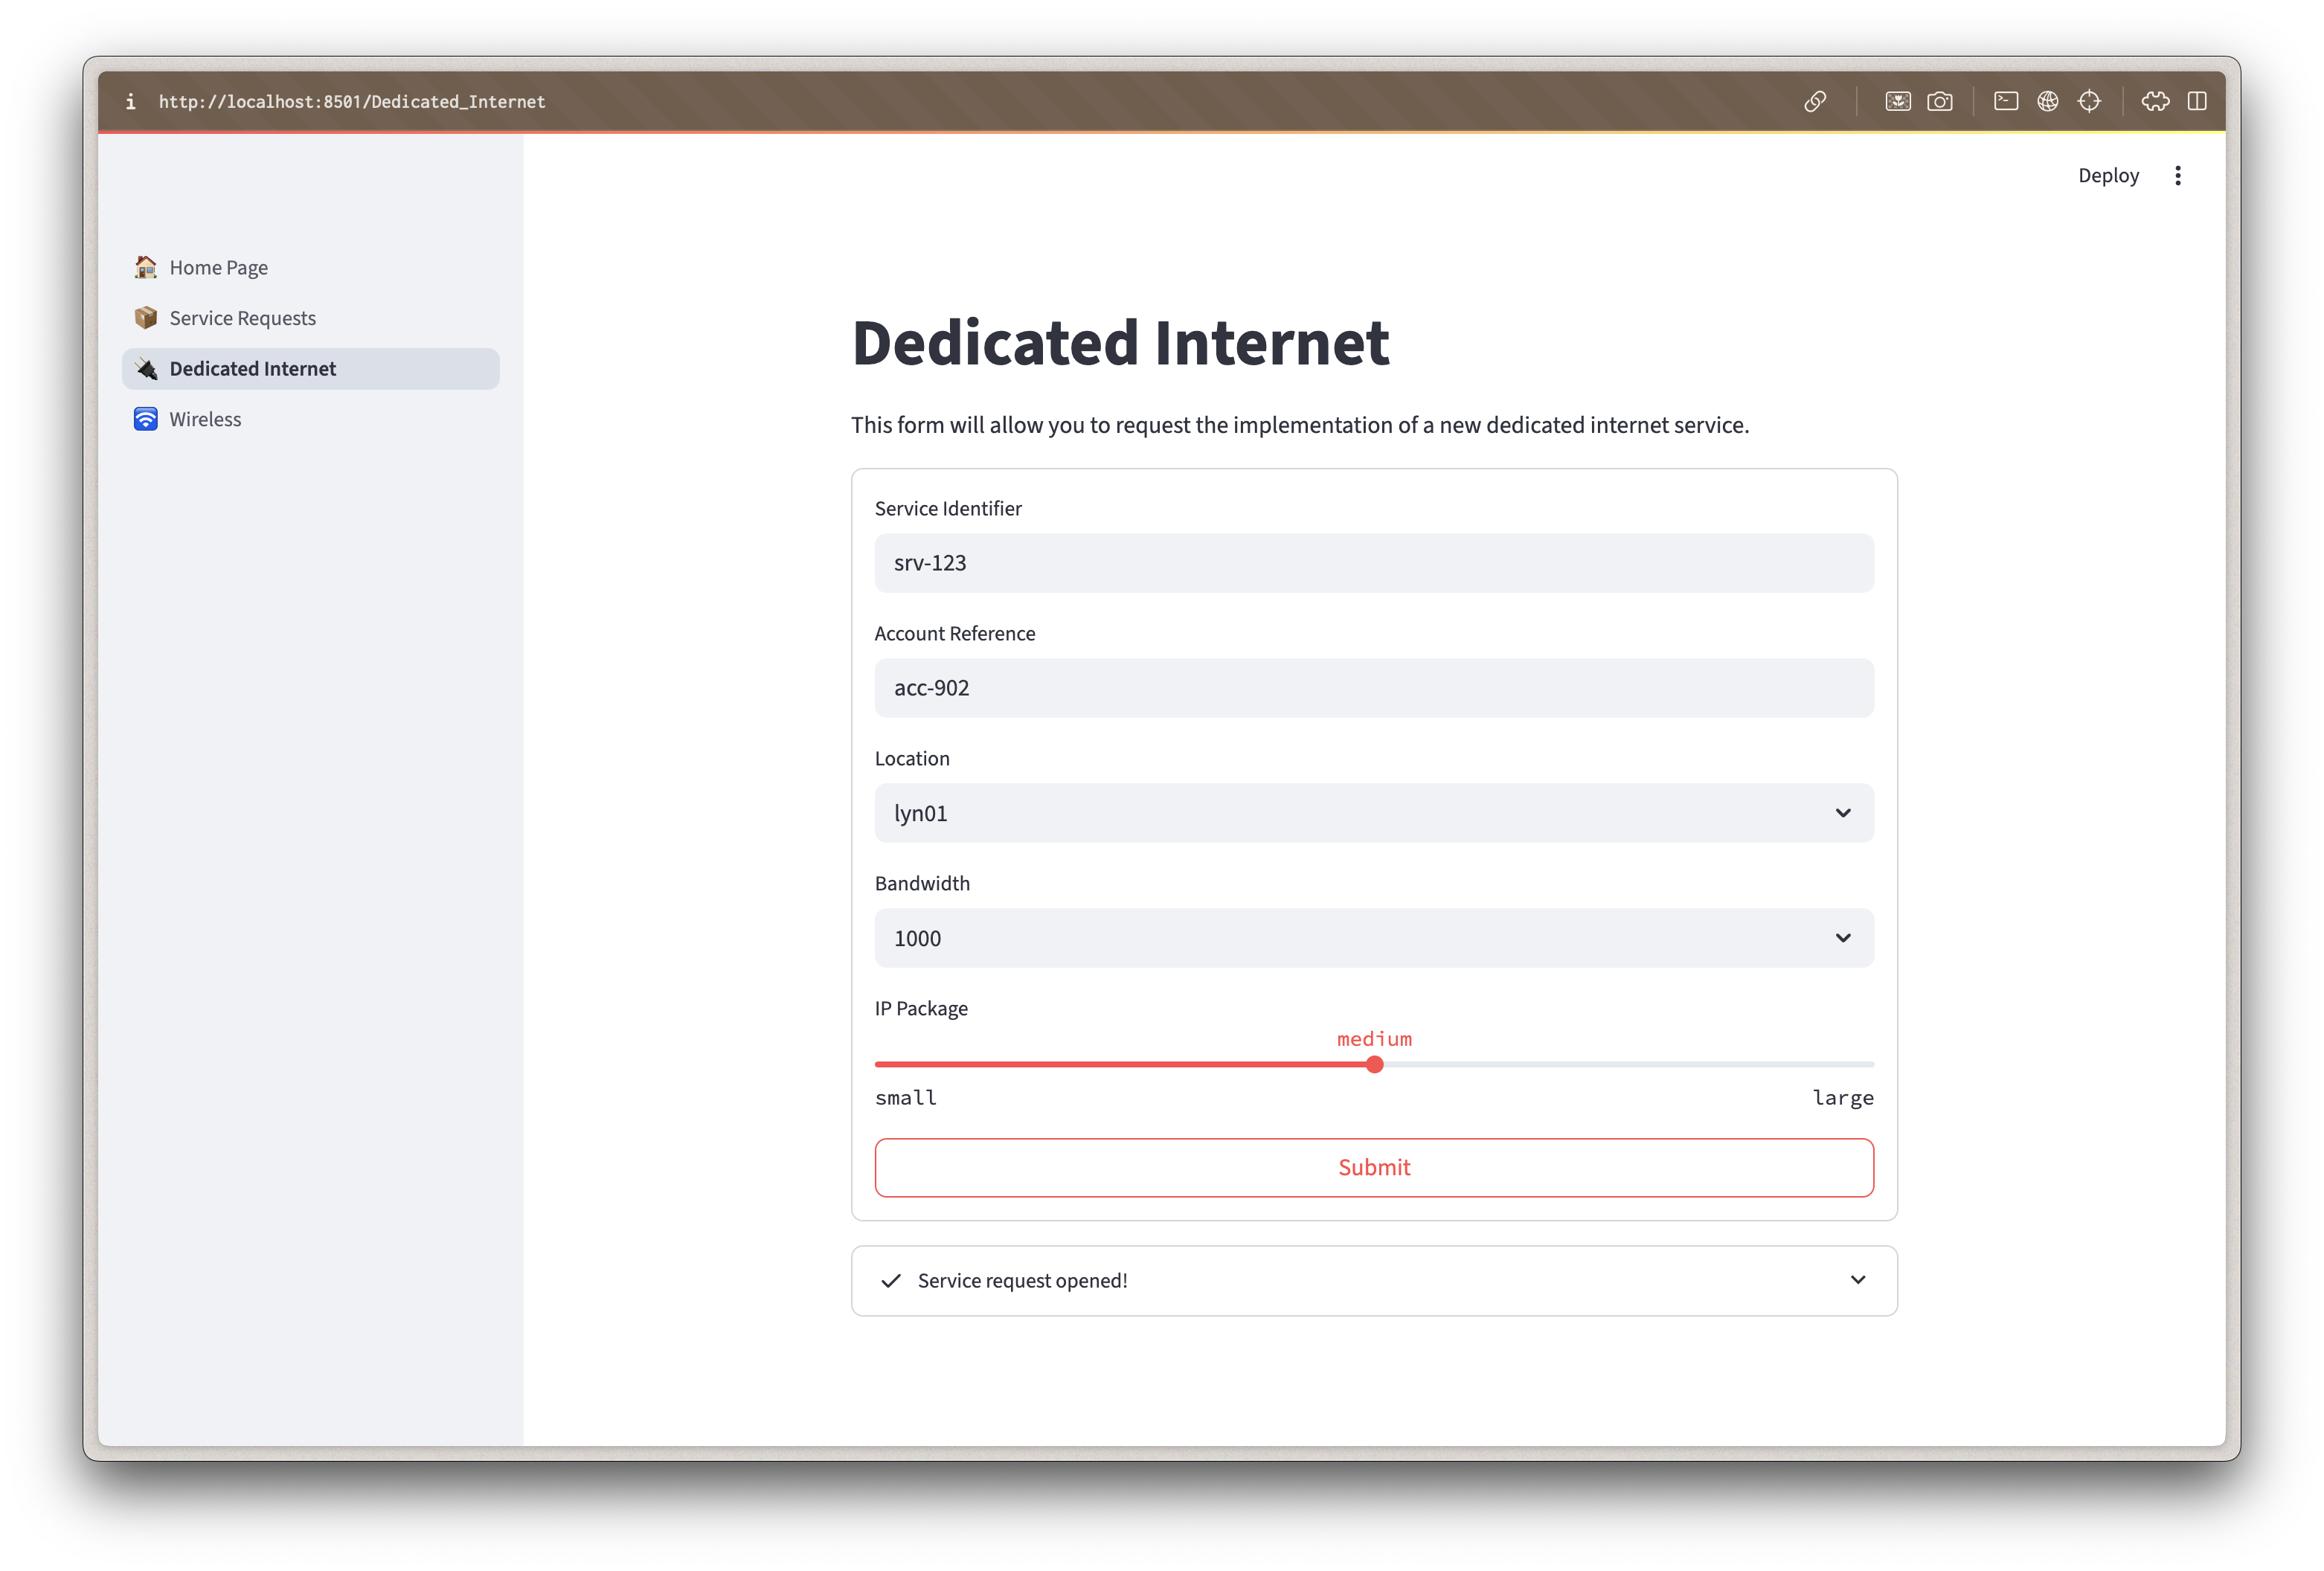 i http://localhost:8501/Dedicated_Internet
Deploy
Home Page
Service Requests
Dedicated Internet
Wireless
Dedicated Internet
This form will allow you to request the implementation of a new dedicated internet service.
Service Identifier
srv-123
Account Reference
acc-902
Location
lyn01
Bandwidth
1000
IP Package
medium
small large
Submit
Service request opened!